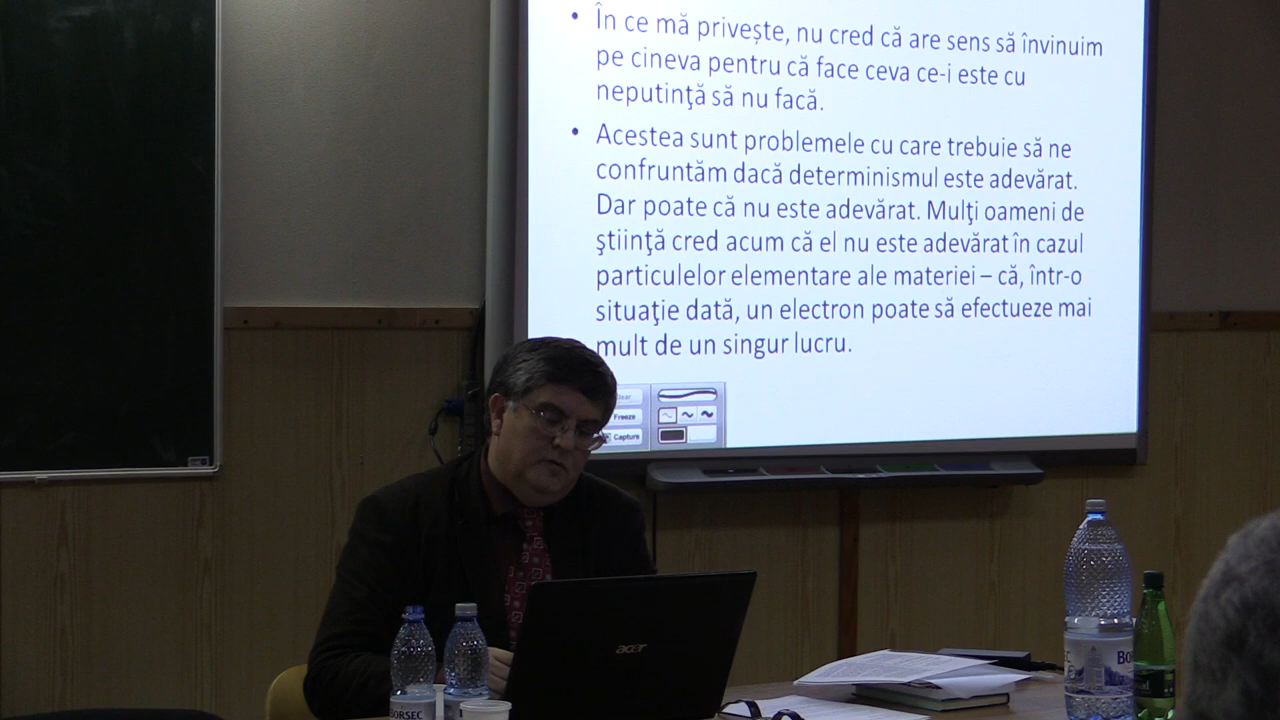 • În ce mă privește, nu cred că are sens să învinuim
pe cineva pentru că face ceva ce-i este cu
neputinţă să nu facă.
• Acestea sunt problemele cu care trebuie să ne
confruntăm dacă determinismul este adevărat.
Dar poate că nu este adevărat. Mulţi oameni de
ştiinţă cred acum că el nu este adevărat în cazul
particulelor elementare ale materiei – că, într-o
situaţie dată, un electron poate să efectueze mai
mult de un singur lucru.
Freeze
Capture
acer
BORSEC